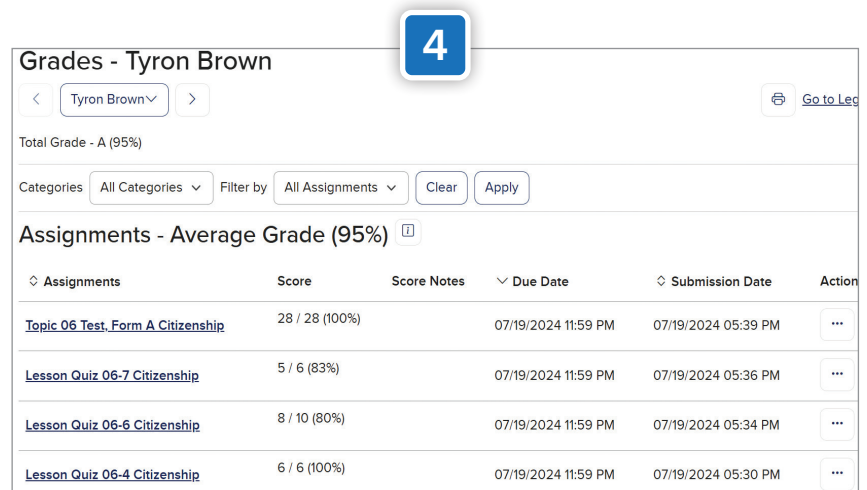 4
Grades - Tyron Brown
Tyron Brown
Go to Leg
Total Grade - A (95%)
Categories All Categories Filter by All Assignments Clear Apply
Assignments - Average Grade (95%) i
Assignments Score Score Notes Due Date Submission Date Action
Topic 06 Test, Form A Citizenship 28 / 28 (100%) 07/19/2024 11:59 PM 07/19/2024 05:39 PM ...
Lesson Quiz 06-7 Citizenship 5 / 6 (83%) 07/19/2024 11:59 PM 07/19/2024 05:36 PM ...
Lesson Quiz 06-6 Citizenship 8 / 10 (80%) 07/19/2024 11:59 PM 07/19/2024 05:34 PM ...
Lesson Quiz 06-4 Citizenship 6 / 6 (100%) 07/19/2024 11:59 PM 07/19/2024 05:30 PM ...